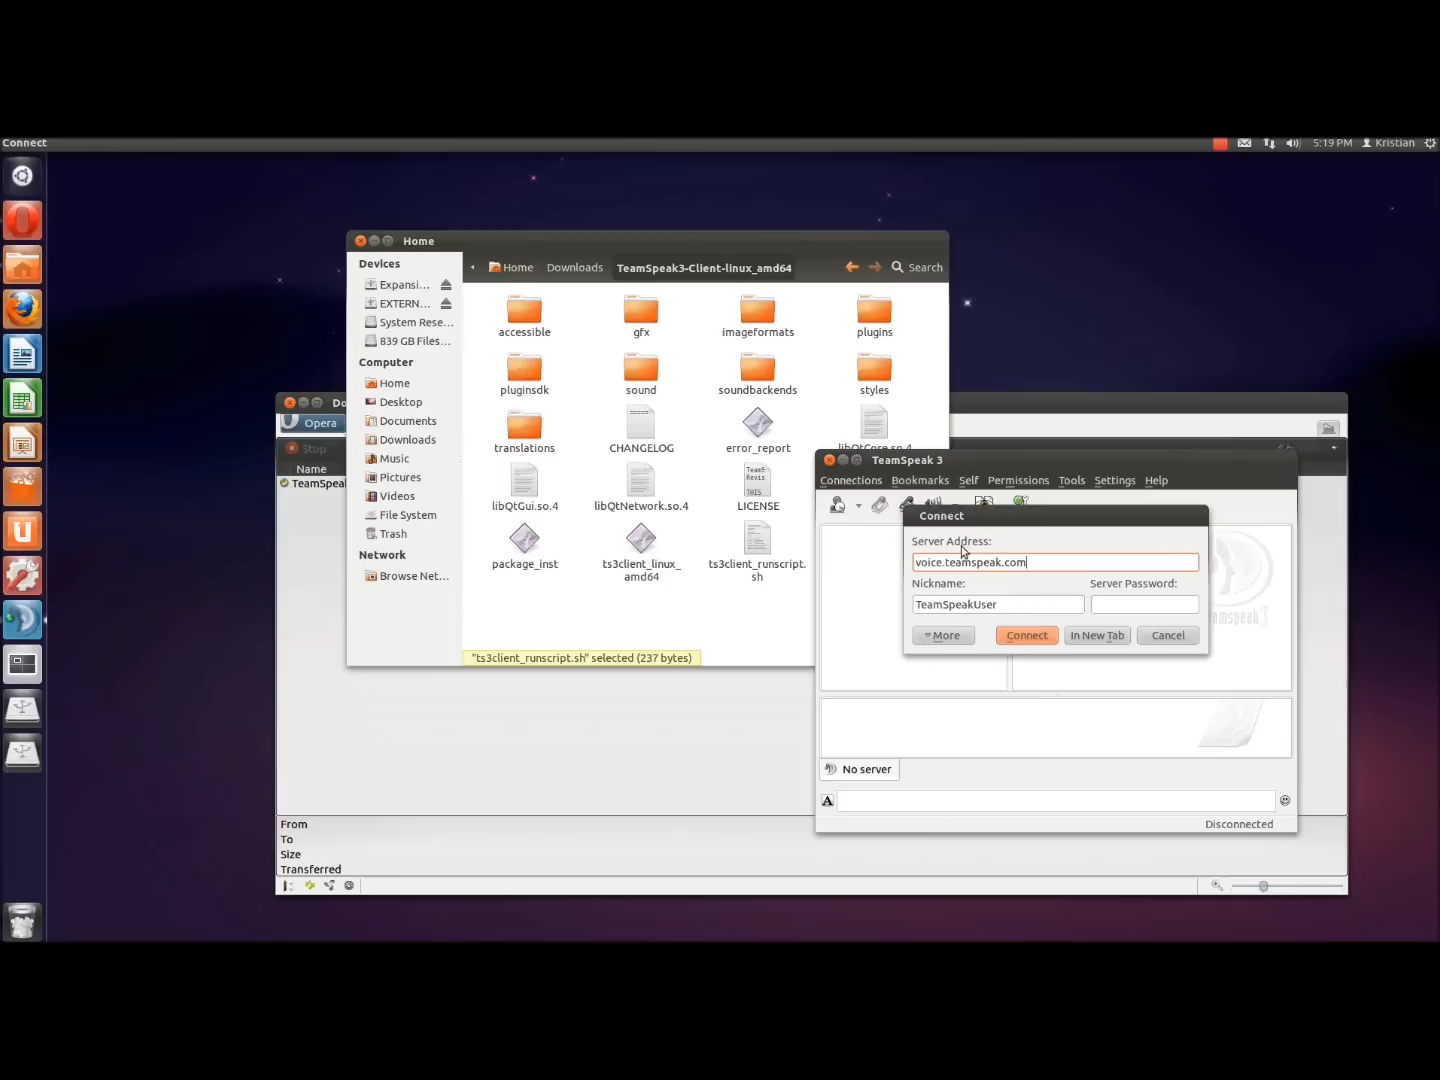 Connect
5:19 PM Kristian
Home
Devices
Expansi...
EXTERN...
System Rese...
839 GB Files...
Computer
Home
Desktop
Documents
Downloads
Music
Pictures
Videos
File System
Trash
Network
Browse Net...
Home Downloads TeamSpeak3-Client-linux_amd64 Search
accessible gfx imageformats plugins
pluginsdk sound soundbackends styles
translations CHANGELOG error_report libQtCore.so.4
libQtGui.so.4 libQtNetwork.so.4 LICENSE
package_inst ts3client_linux_ ts3client_runscript.
amd64 sh
"ts3client_runscript.sh" selected (237 bytes)
Do
Opera
Stop
Name
TeamSpeak
From
To
Size
Transferred
TeamSpeak 3
Connections Bookmarks Self Permissions Tools Settings Help
Connect
Server Address:
voice.teamspeak.com
Nickname: Server Password:
TeamSpeakUser
More Connect In New Tab Cancel
No server
A
Disconnected